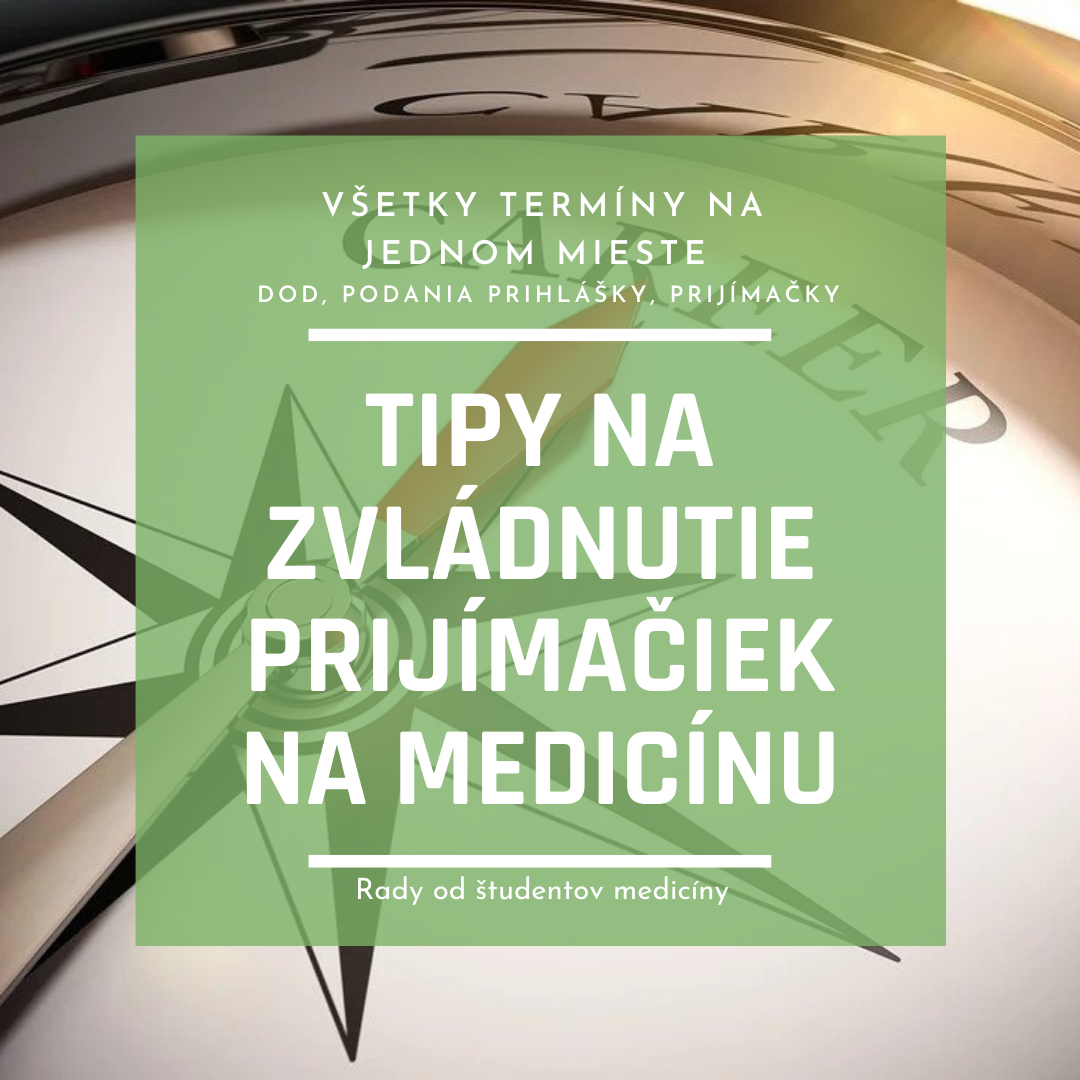 VŠETKY TERMÍNY NA
JEDNOM MIESTE
DOD, PODANIA PRIHLÁŠKY, PRIJÍMAČKY
TIPY NA
ZVLÁDNUTIE
PRIJÍMAČIEK
NA MEDICÍNU
Rady od študentov medicíny
CAREER